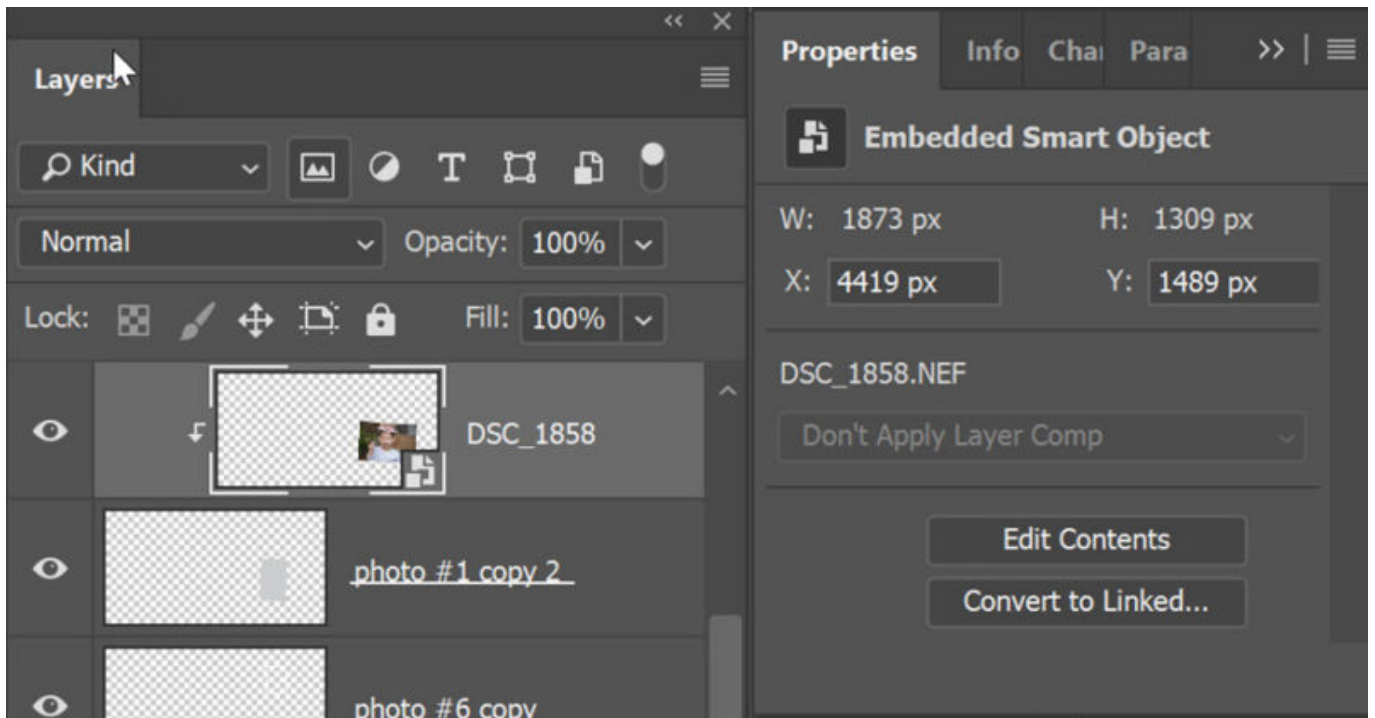 Layers
Kind
Normal
Opacity: 100%
Lock:
Fill: 100%
DSC_1858
photo #1 copy 2
photo #6 copy
Properties Info Cha Para
Embedded Smart Object
W: 1873 px H: 1309 px
X: 4419 px Y: 1489 px
DSC_1858.NEF
Don't Apply Layer Comp
Edit Contents
Convert to Linked...